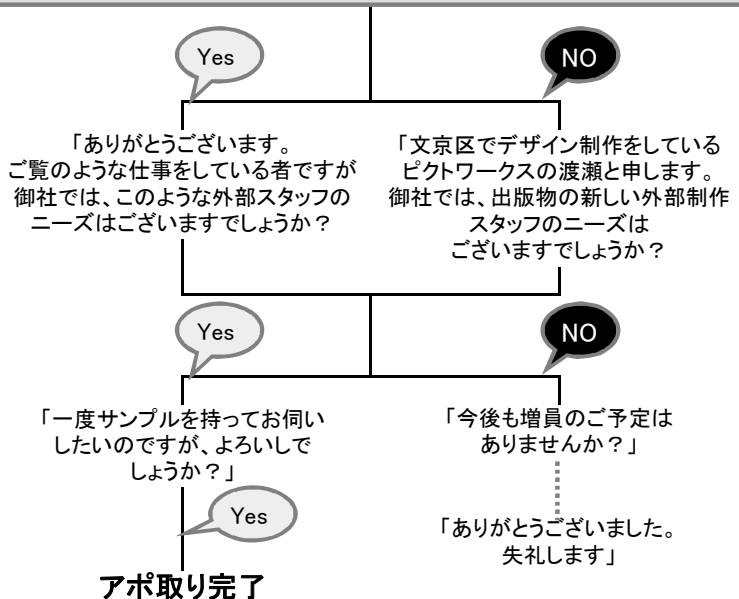 Yes
NO
「ありがとうございます。
ご覧のような仕事をしている者ですが
御社では、このような外部スタッフの
ニーズはございますでしょうか？
「文京区でデザイン制作をしている
ピクトワークスの渡瀬と申します。
御社では、出版物の新しい外部制作
スタッフのニーズは
ございますでしょうか？
Yes
NO
「一度サンプルを持ってお伺い
したいのですが、よろいしで
しょうか？」
「今後も増員のご予定は
ありませんか？」
Yes
「ありがとうございました。
失礼します」
アポ取り完了